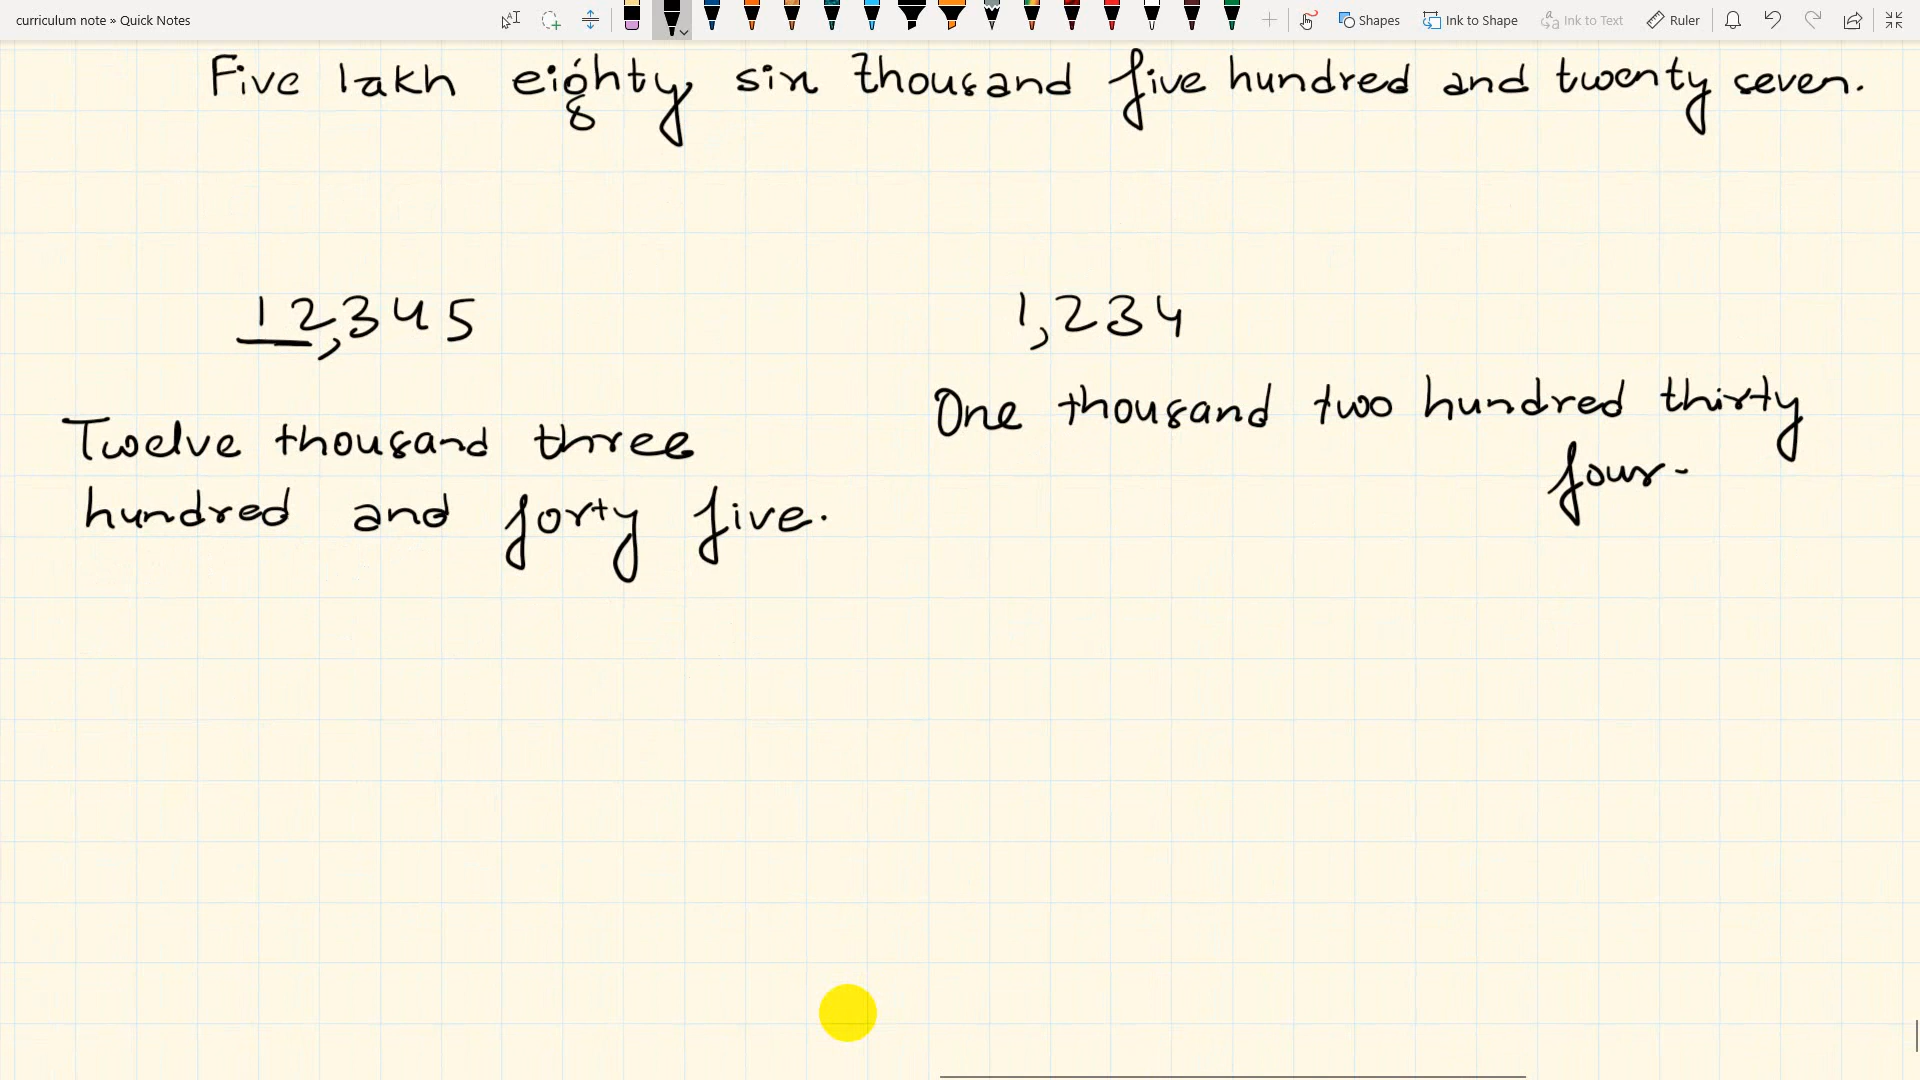 curriculum note » Quick Notes
Shapes
Ink to Shape
Ink to Text
Ruler
Five lakh eighty six thousand five hundred and twenty seven.
12,345
1,234
Twelve thousand three
hundred and forty five.
One thousand two hundred thirty
four.